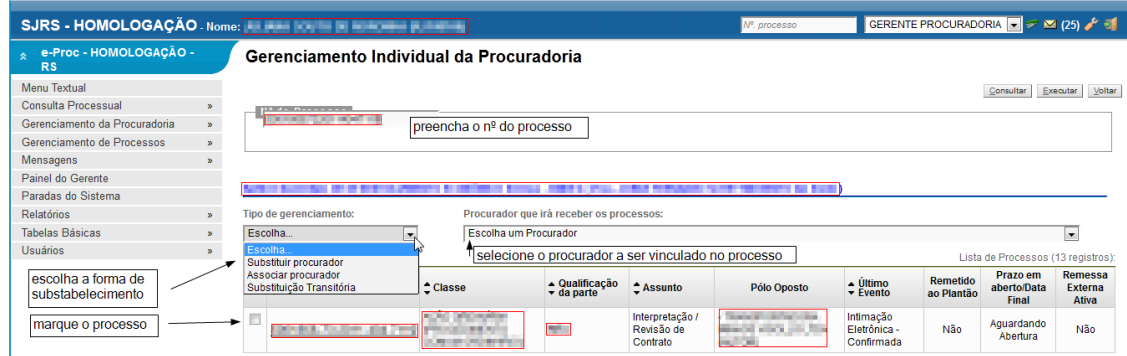 SJRS - HOMOLOGAÇÃO - Nome:
Nº. processo
GERENTE PROCURADORIA
(25)
e-Proc - HOMOLOGAÇÃO -
RS
Gerenciamento Individual da Procuradoria
Menu Textual
Consulta Processual »
Gerenciamento da Procuradoria »
Gerenciamento de Processos »
Mensagens »
Painel do Gerente
Paradas do Sistema
Relatórios »
Tabelas Básicas »
Usuários »
Consultar Executar Voltar
preencha o nº do processo
Tipo de gerenciamento:
Procurador que irá receber os processos:
Escolha...
Escolha um Procurador
Escolha...
Substituir procurador
Associar procurador
Substituição Transitória
selecione o procurador a ser vinculado no processo
Lista de Processos (13 registros):
escolha a forma de
substabelecimento
marque o processo
Classe
Qualificação
da parte
Assunto
Pólo Oposto
Último
Evento
Remetido
ao Plantão
Prazo em
aberto/Data
Final
Remessa
Externa
Ativa
Interpretação /
Revisão de
Contrato
Intimação
Eletrônica -
Confirmada
Não
Aguardando
Abertura
Não